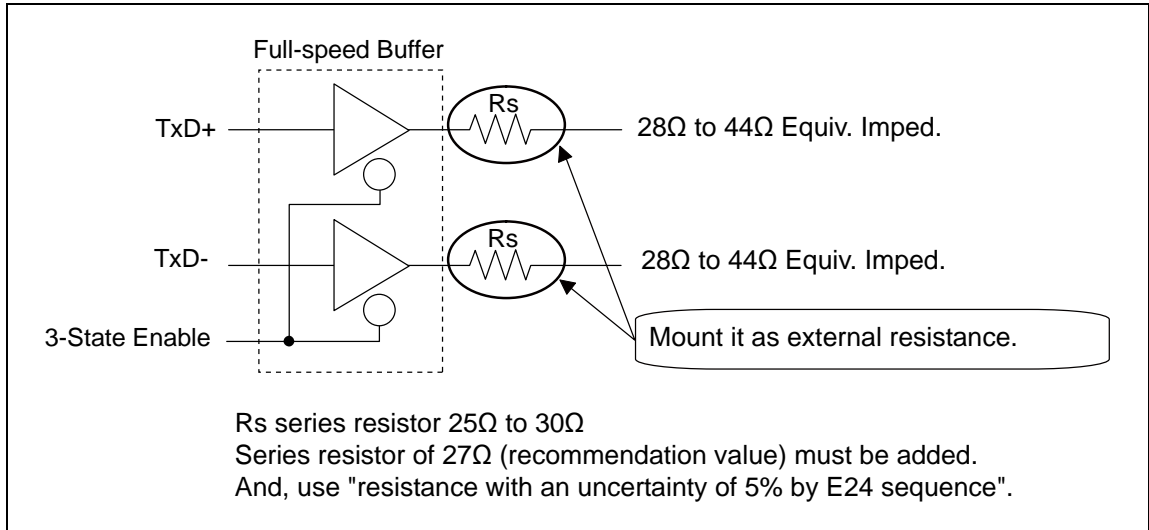 Full-speed Buffer
Rs
TxD+
28Ω to 44Ω Equiv. Imped.
Rs
TxD-
28Ω to 44Ω Equiv. Imped.
3-State Enable
Mount it as external resistance.
Rs series resistor 25Ω to 30Ω
Series resistor of 27Ω (recommendation value) must be added.
And, use "resistance with an uncertainty of 5% by E24 sequence".